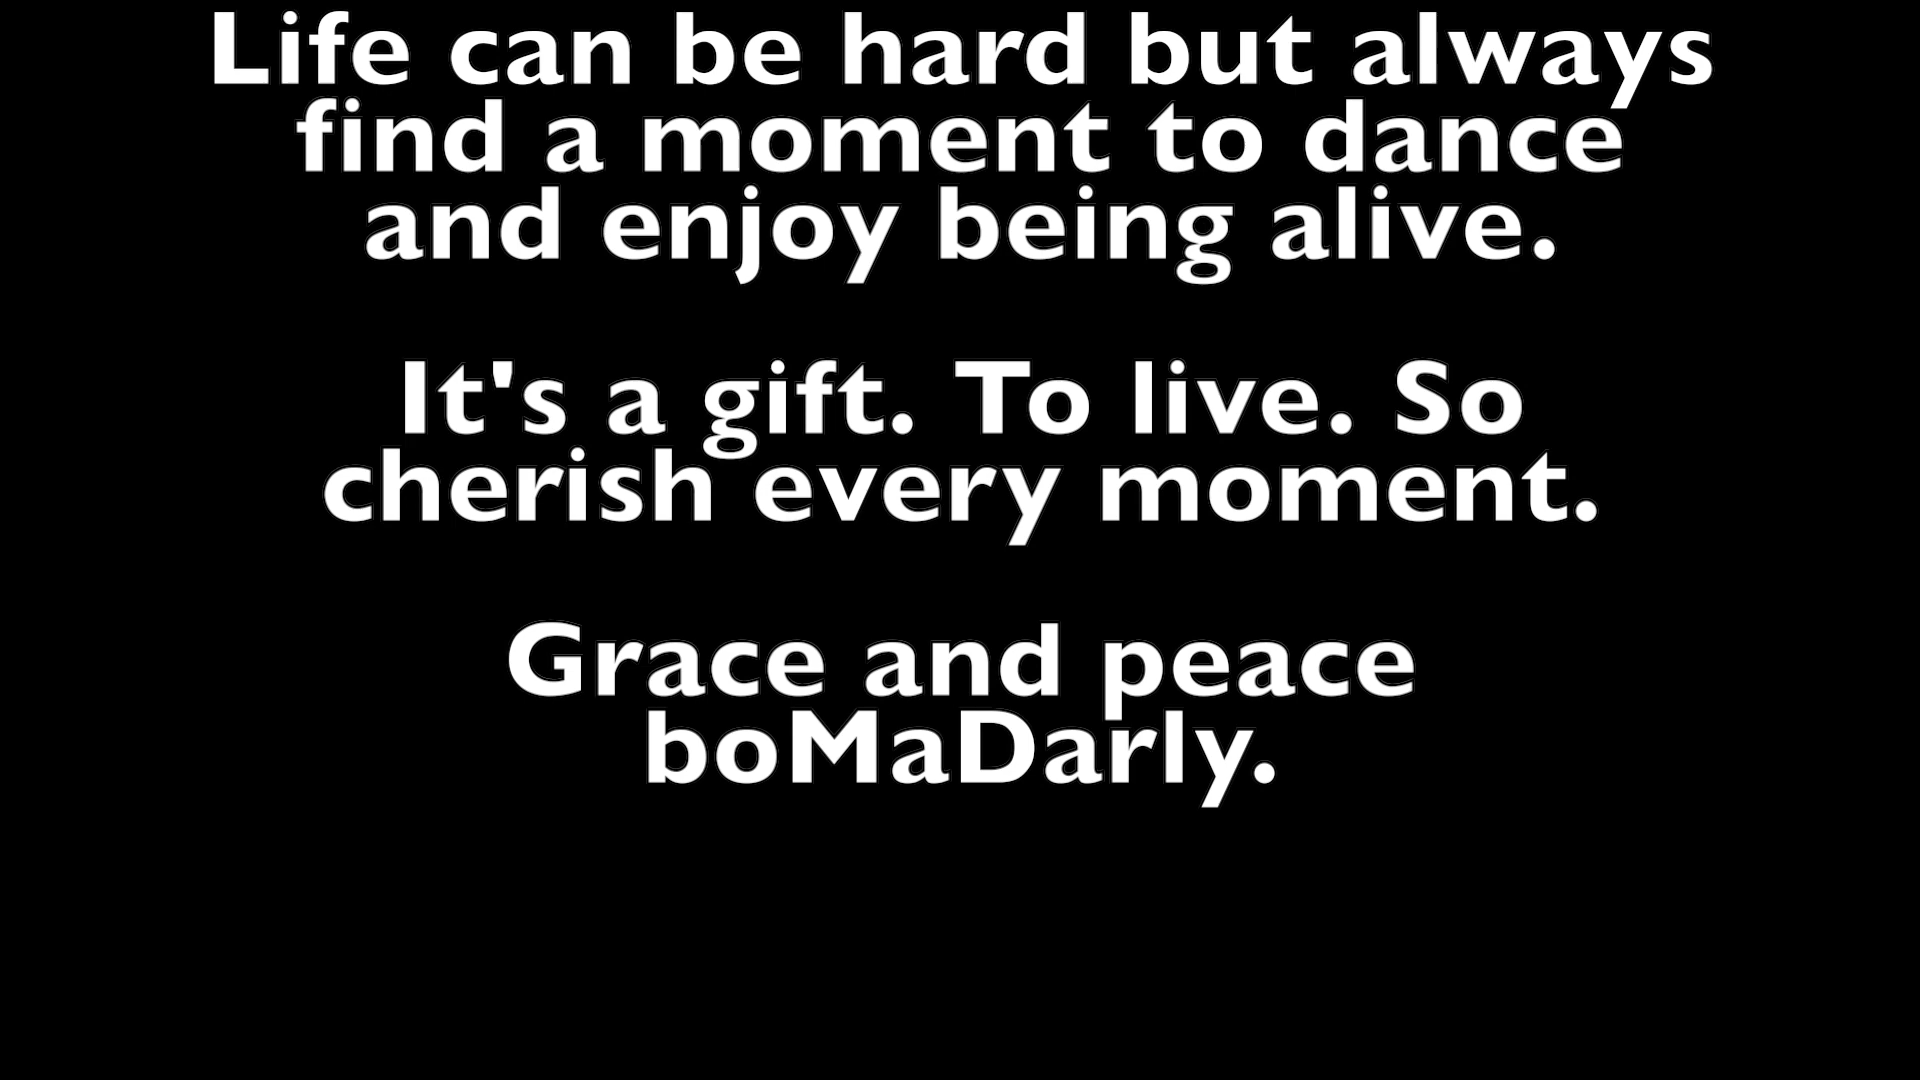 Life can be hard but always
find a moment to dance
and enjoy being alive.
It's a gift. To live. So
cherish every moment.
Grace and peace
boMaDarly.